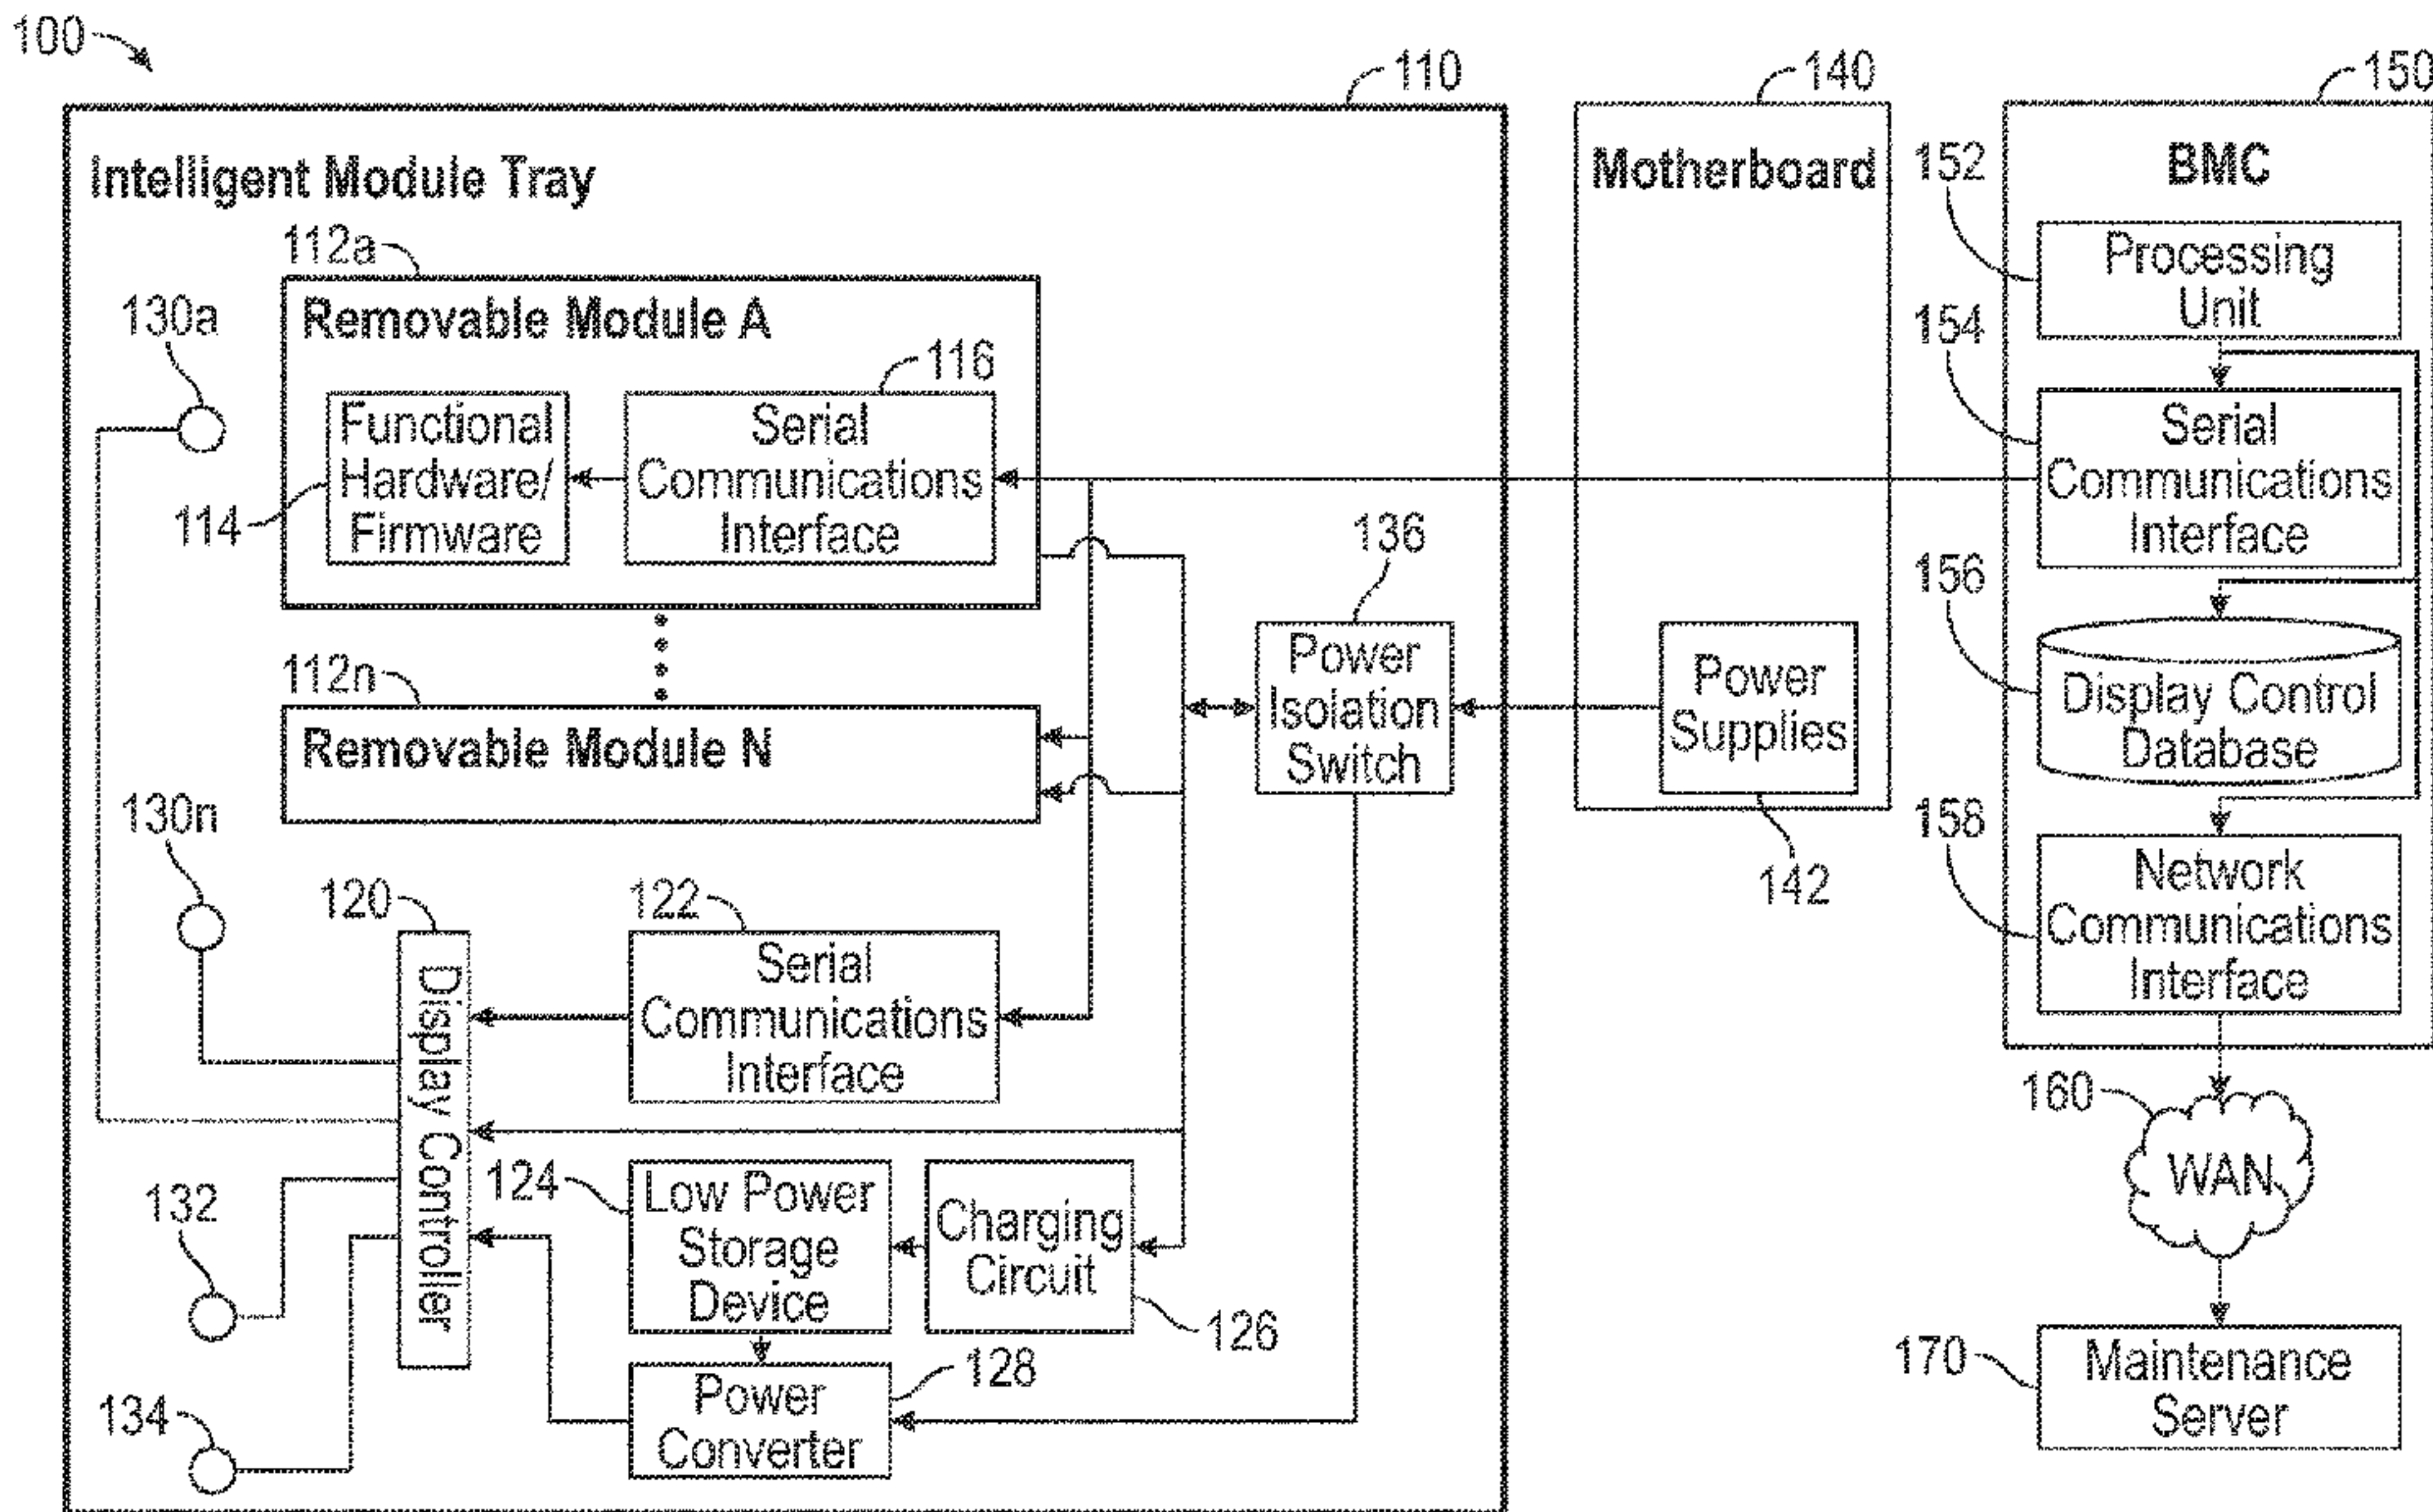 100
110
140
150
Intelligent Module Tray
Motherboard
BMC
152
Processing
Unit
112a
Removable Module A
130a
116
154
Functional
Hardware/
Firmware
Serial
Communications
Interface
Serial
Communications
Interface
114
136
156
Power
Isolation
Switch
Power
Supplies
Display Control
Database
112n
Removable Module N
130n
142
158
Network
Communications
Interface
120
122
Display Controller
Serial
Communications
Interface
160
WAN
124
Low Power
Storage
Device
Charging
Circuit
132
126
128
Power
Converter
134
170
Maintenance
Server